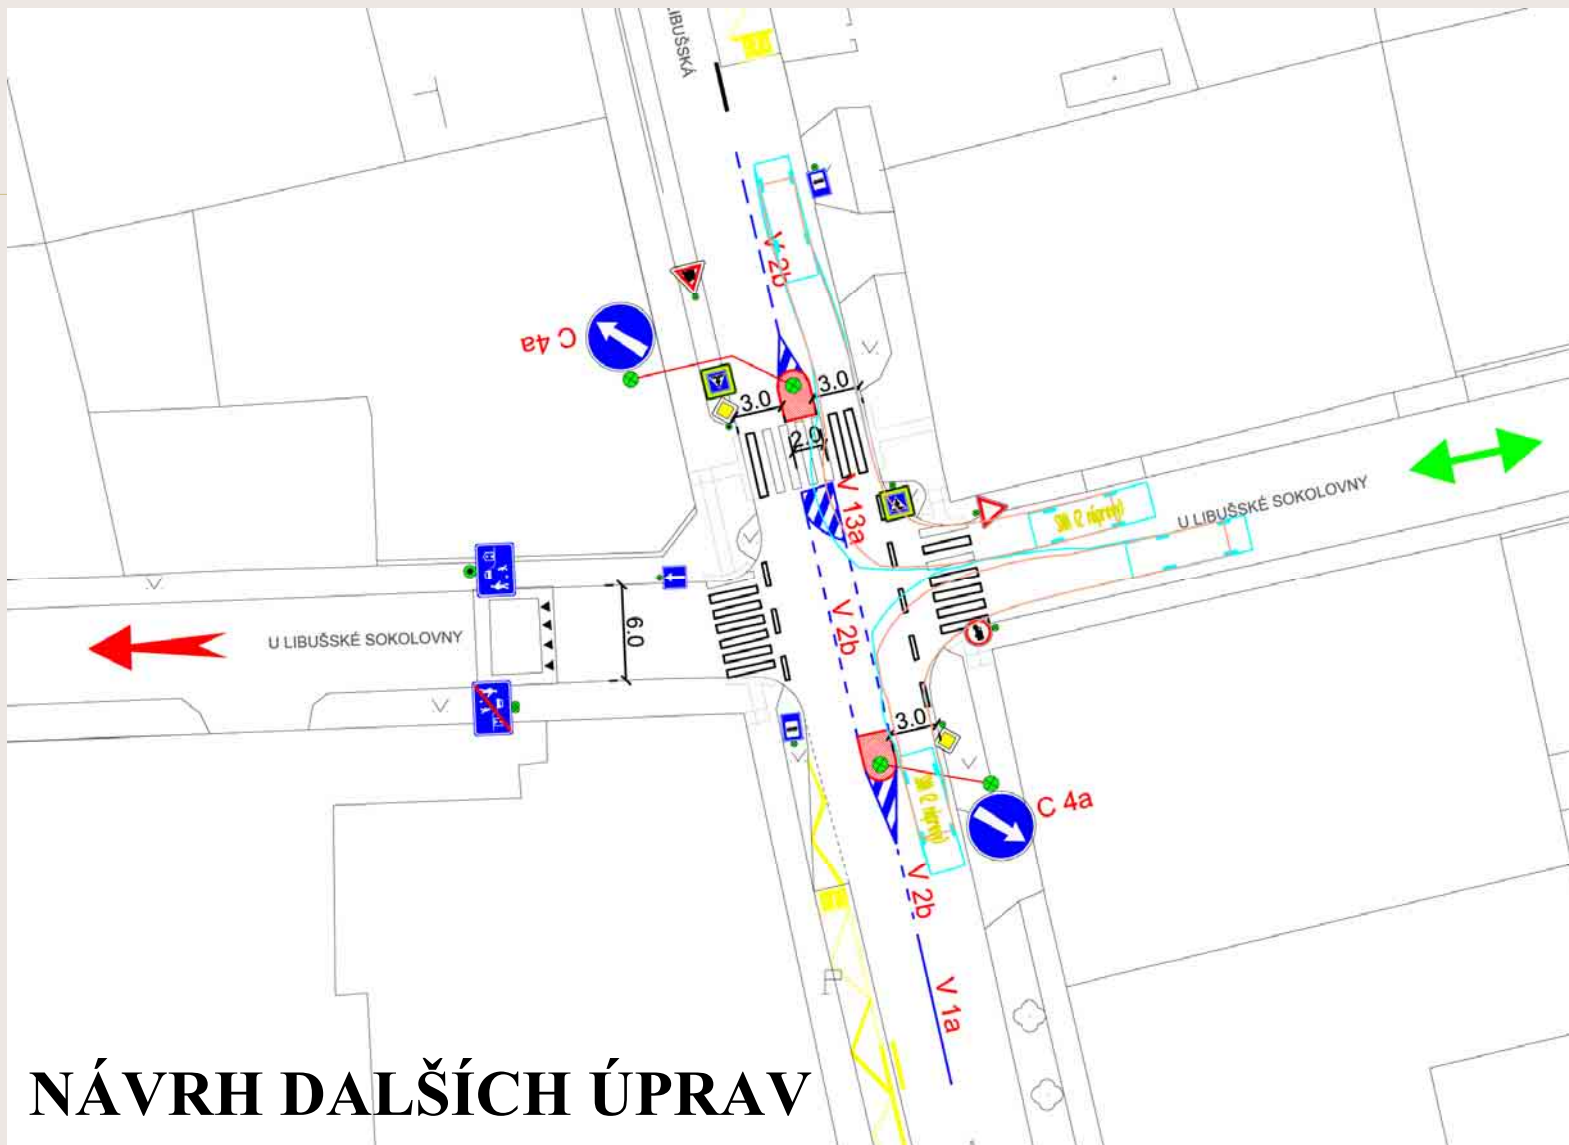 LIBUŠSKÁ
V 2b
C 4a
3.0
3.0
2.0
V 13a
U LIBUŠSKÉ SOKOLOVNY
U LIBUŠSKÉ SOKOLOVNY
6.0
V 2b
3.0
C 4a
V 2b
V 1a
NÁVRH DALŠÍCH ÚPRAV